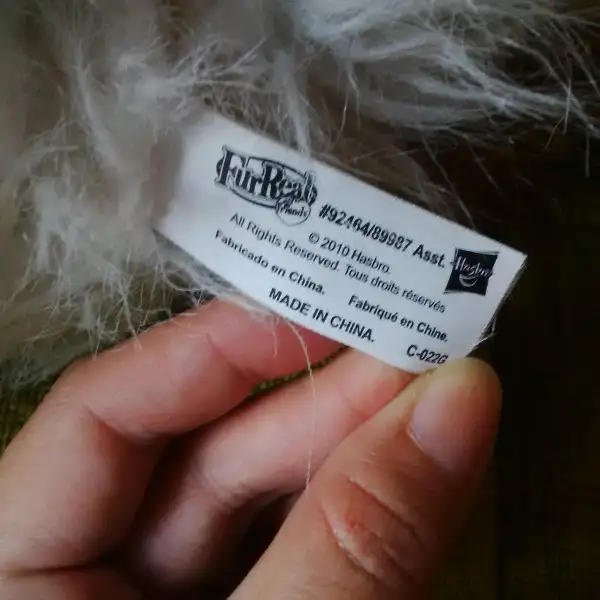 FurReal
friends
#92464/89987 Asst.
© 2010 Hasbro.
All Rights Reserved. Tous droits réservés
Fabricado en China. Fabriqué en Chine.
MADE IN CHINA.
C-022G
Hasbro